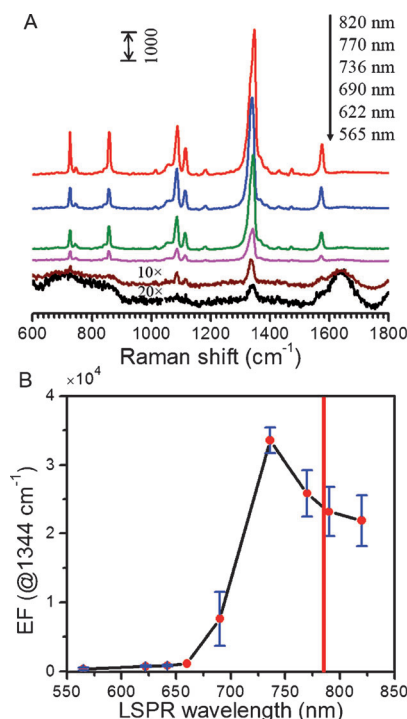 A
1000
820 nm
770 nm
736 nm
690 nm
622 nm
565 nm
10×
20×
600 800 1000 1200 1400 1600 1800
Raman shift (cm⁻¹)
B
×10⁴
4
3
2
1
0
EF (@1344 cm⁻¹)
550 600 650 700 750 800 850
LSPR wavelength (nm)